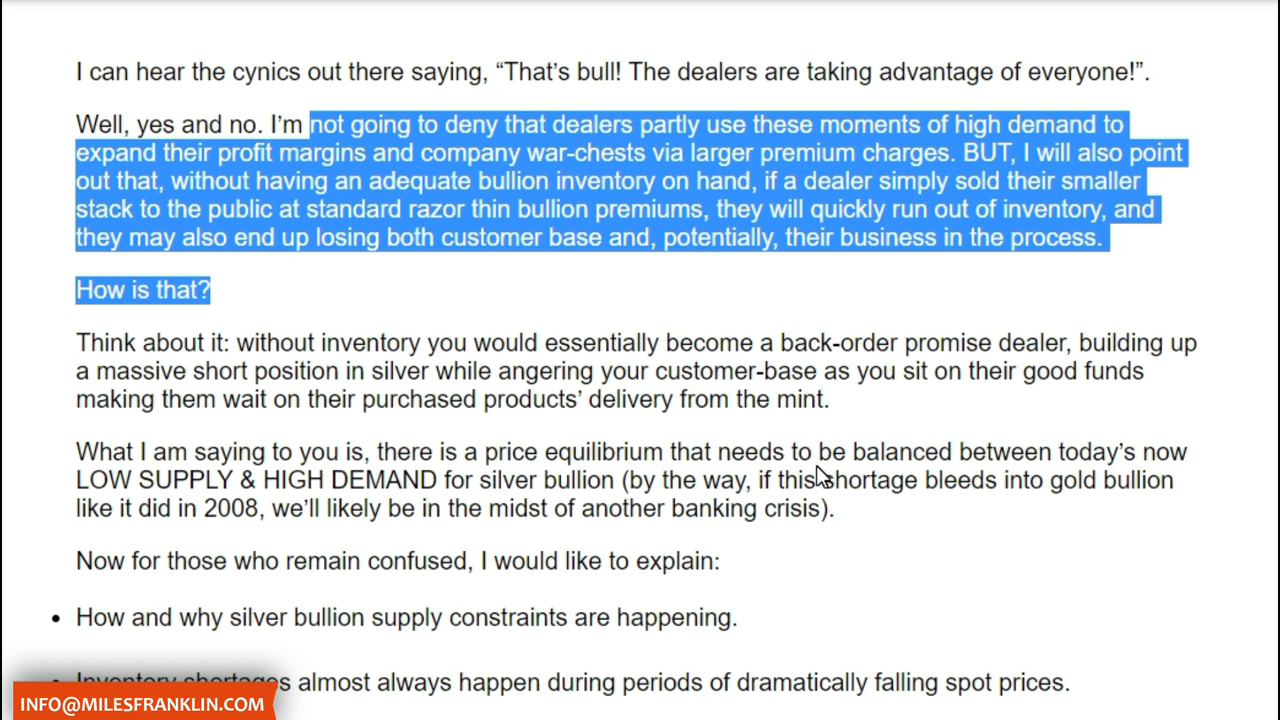 I can hear the cynics out there saying, “That’s bull! The dealers are taking advantage of everyone!”.
Well, yes and no. I’m not going to deny that dealers partly use these moments of high demand to
expand their profit margins and company war-chests via larger premium charges. BUT, I will also point
out that, without having an adequate bullion inventory on hand, if a dealer simply sold their smaller
stack to the public at standard razor thin bullion premiums, they will quickly run out of inventory, and
they may also end up losing both customer base and, potentially, their business in the process.
How is that?
Think about it: without inventory you would essentially become a back-order promise dealer, building up
a massive short position in silver while angering your customer-base as you sit on their good funds
making them wait on their purchased products’ delivery from the mint.
What I am saying to you is, there is a price equilibrium that needs to be balanced between today’s now
LOW SUPPLY & HIGH DEMAND for silver bullion (by the way, if this shortage bleeds into gold bullion
like it did in 2008, we’ll likely be in the midst of another banking crisis).
Now for those who remain confused, I would like to explain:
• How and why silver bullion supply constraints are happening.
• Inventory shortages almost always happen during periods of dramatically falling spot prices.
INFO@MILESFRANKLIN.COM